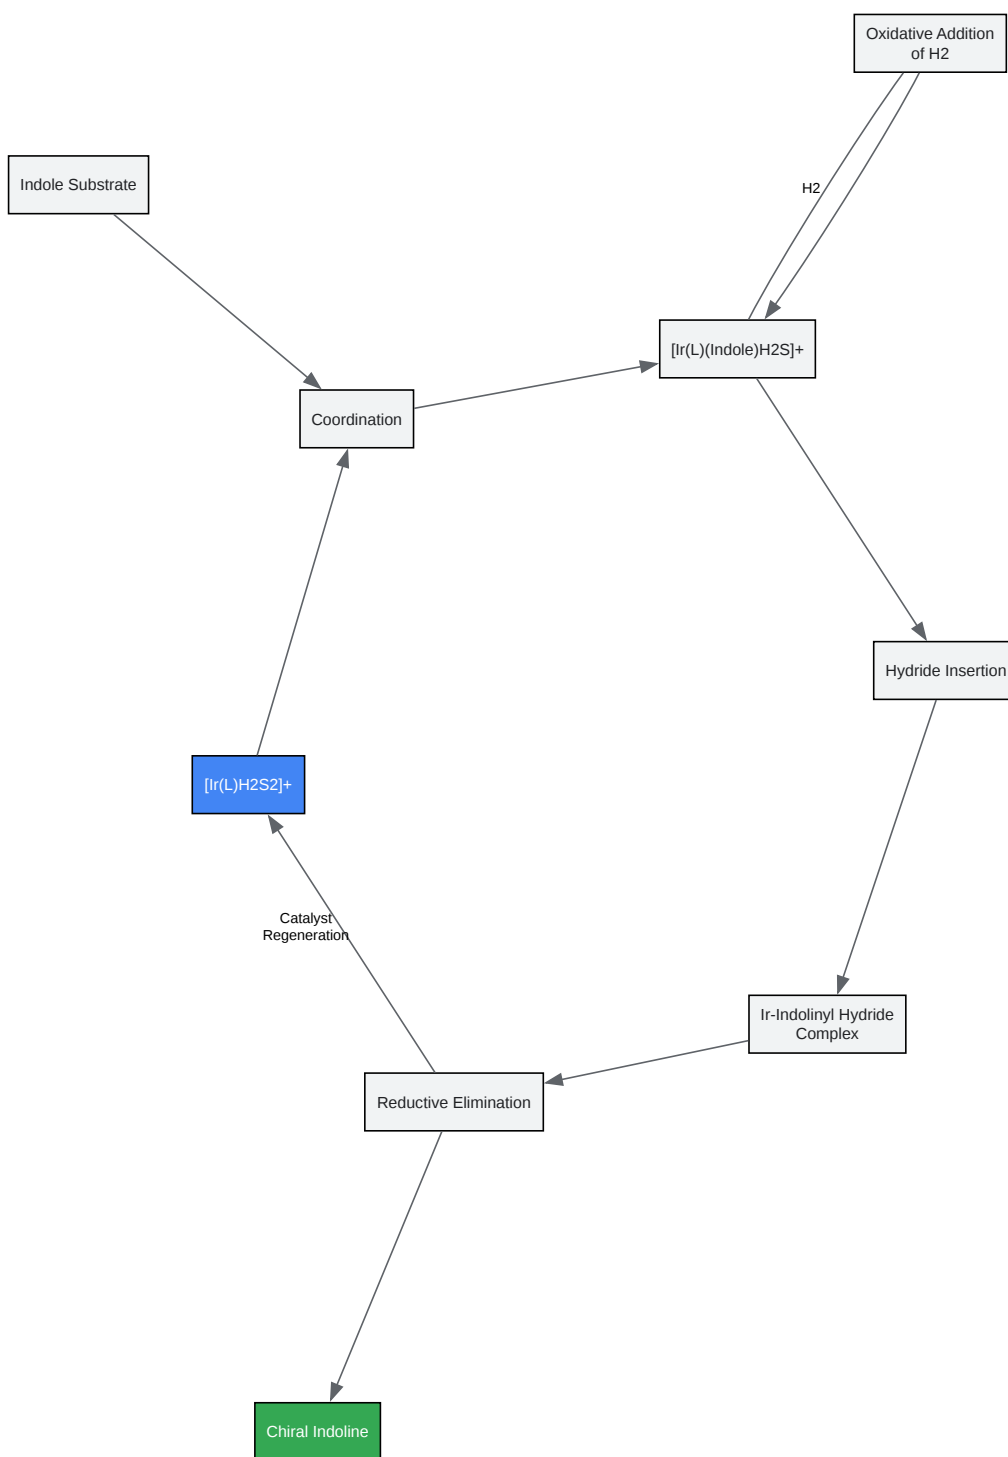 Oxidative Addition
of H2
Indole Substrate
H2
[Ir(L)(Indole)H2S]+
Coordination
Hydride Insertion
[Ir(L)H2S2]+
Catalyst
Regeneration
Ir-Indolinyl Hydride
Complex
Reductive Elimination
Chiral Indoline